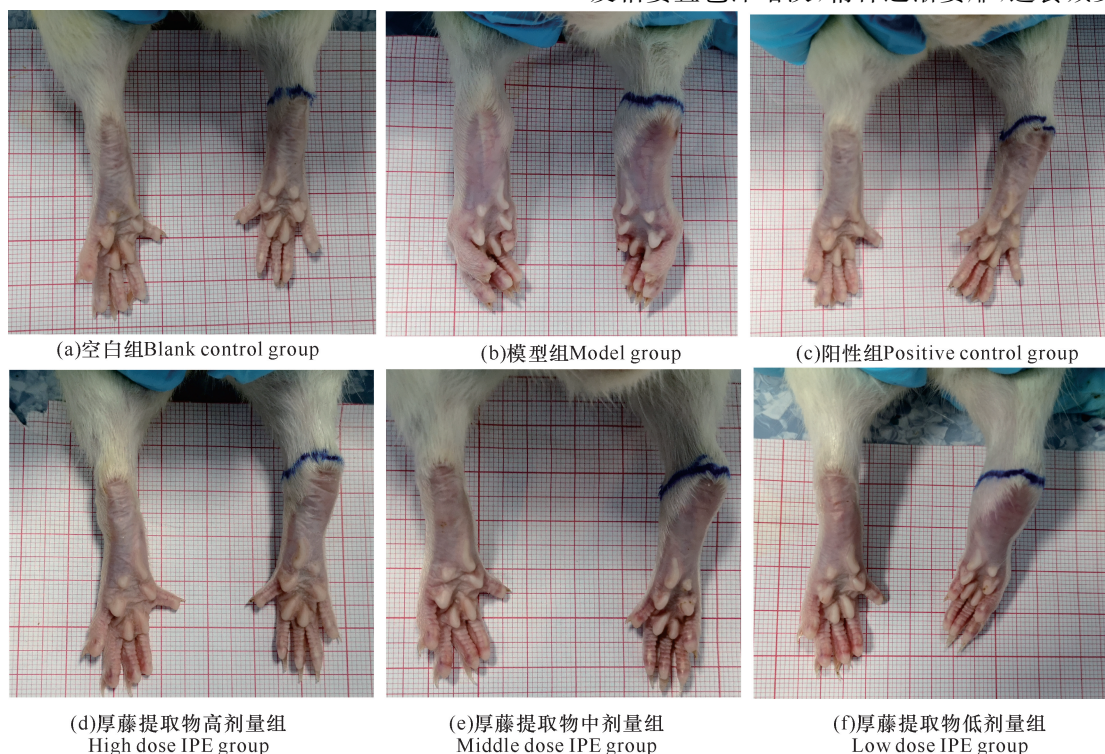 (a)空白组Blank control group
(b)模型组Model group
(c)阳性组Positive control group
(d)厚藤提取物高剂量组
High dose IPE group
(e)厚藤提取物中剂量组
Middle dose IPE group
(f)厚藤提取物低剂量组
Low dose IPE group